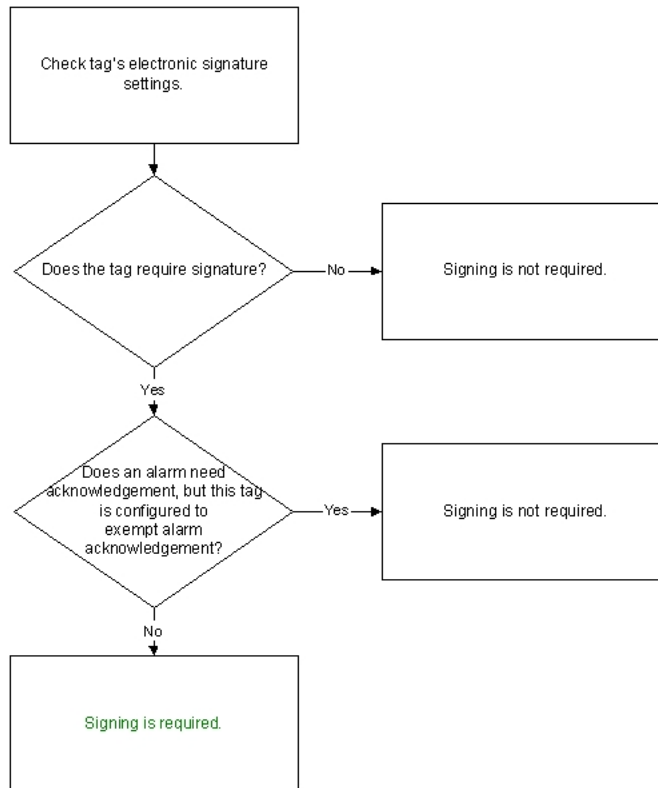 Check tag's electronic signature
settings.
Does the tag require signature?
No
Signing is not required.
Yes
Does an alarm need
acknowledgement, but this tag
is configured to
exempt alarm
acknowledgement?
Yes
Signing is not required.
No
Signing is required.